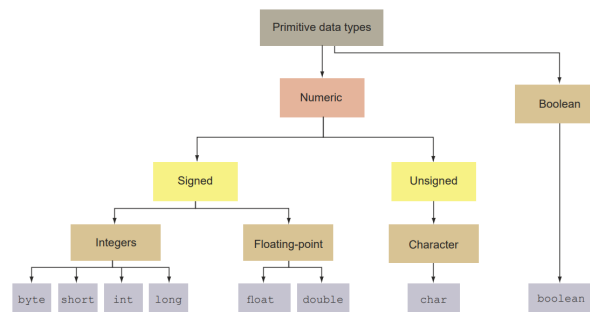 Primitive data types
Numeric
Boolean
Signed
Unsigned
Integers
Floating-point
Character
byte
short
int
long
float
double
char
boolean